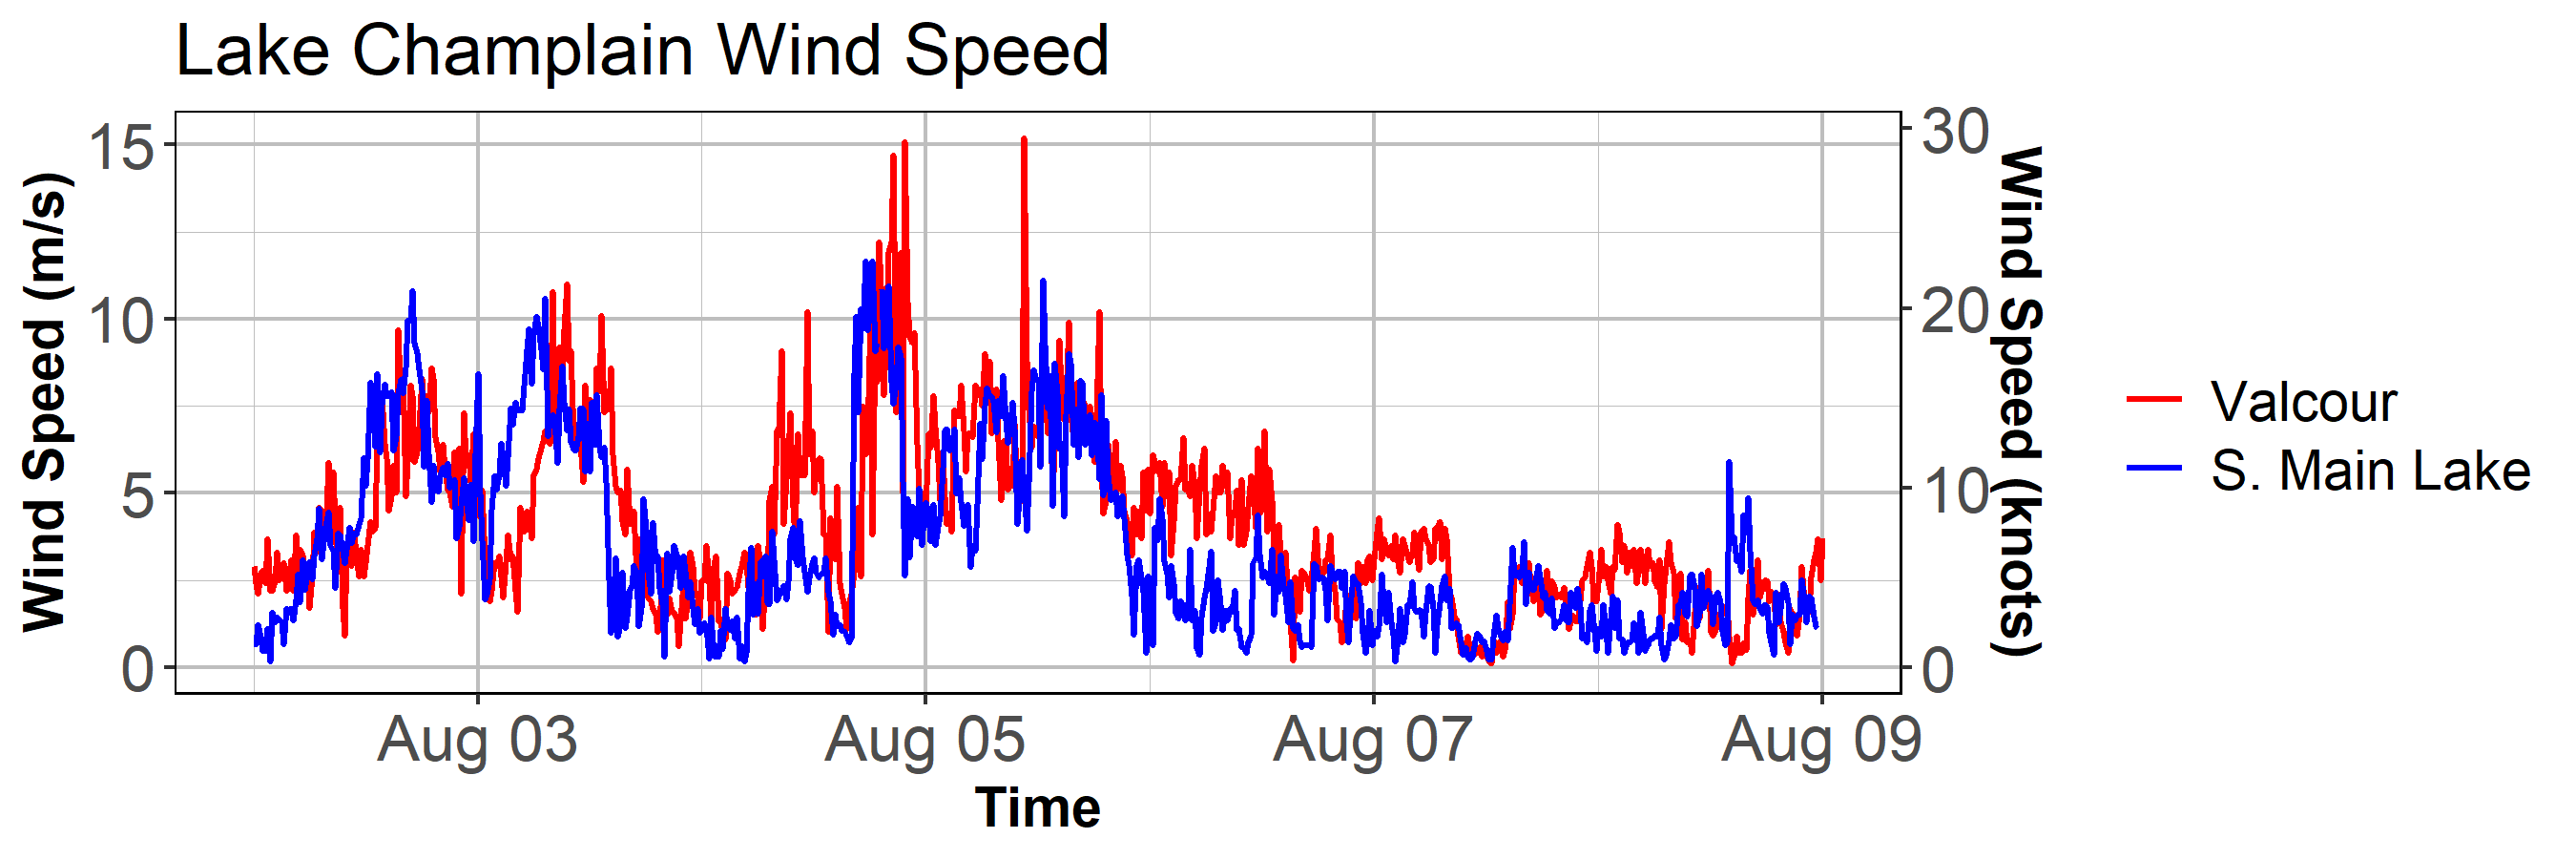 Lake Champlain Wind Speed
Wind Speed (m/s)
15
10
5
0
30
20
10
0
Wind Speed (knots)
Aug 03
Aug 05
Aug 07
Aug 09
Time
Valcour
S. Main Lake